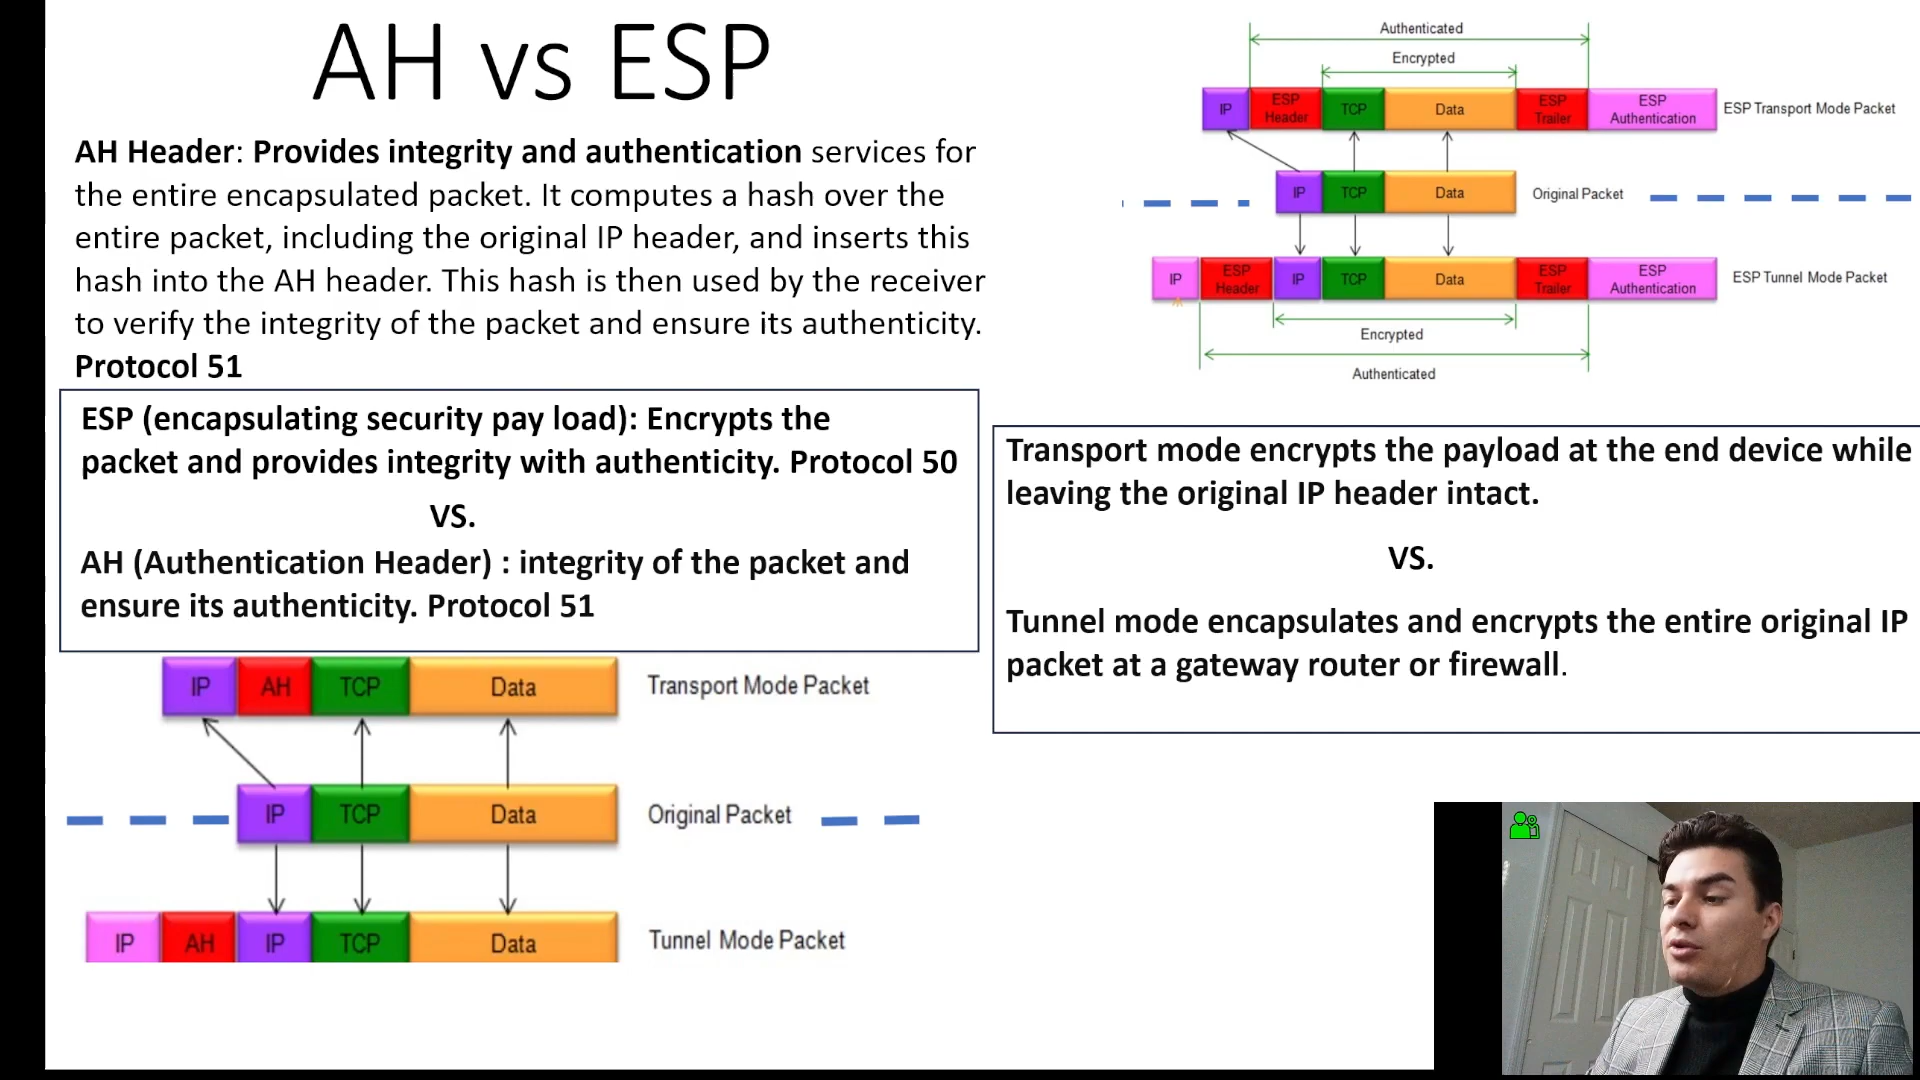 AH vs ESP
AH Header: Provides integrity and authentication services for
the entire encapsulated packet. It computes a hash over the
entire packet, including the original IP header, and inserts this
hash into the AH header. This hash is then used by the receiver
to verify the integrity of the packet and ensure its authenticity.
Protocol 51
ESP (encapsulating security pay load): Encrypts the
packet and provides integrity with authenticity. Protocol 50
VS.
AH (Authentication Header) : integrity of the packet and
ensure its authenticity. Protocol 51
IP AH TCP Data Transport Mode Packet
IP TCP Data Original Packet
IP AH IP TCP Data Tunnel Mode Packet
Authenticated
Encrypted
IP ESP Header TCP Data ESP Trailer ESP Authentication ESP Transport Mode Packet
IP TCP Data Original Packet
IP ESP Header IP TCP Data ESP Trailer ESP Authentication ESP Tunnel Mode Packet
Encrypted
Authenticated
Transport mode encrypts the payload at the end device while
leaving the original IP header intact.
VS.
Tunnel mode encapsulates and encrypts the entire original IP
packet at a gateway router or firewall.